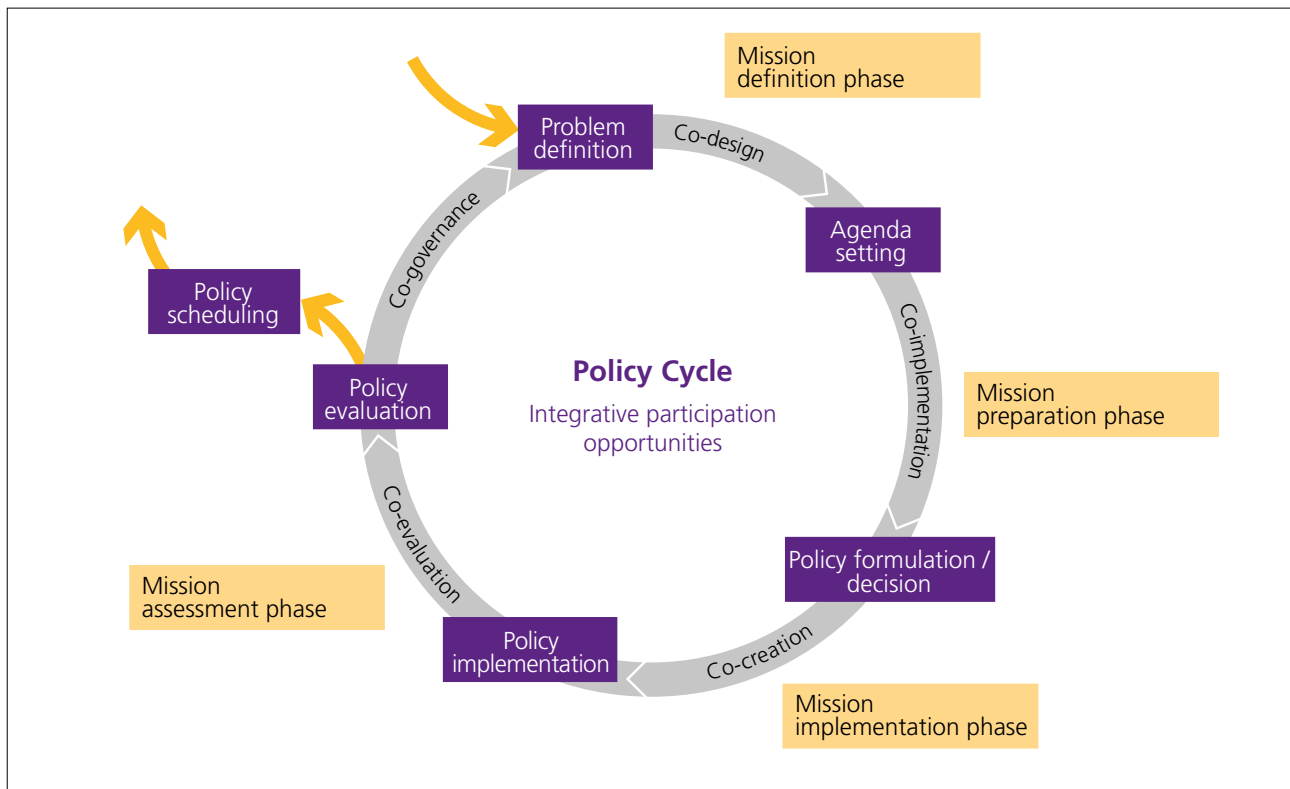 Mission
definition phase
Problem
definition
Co-design
Agenda
setting
Co-governance
Policy
scheduling
Co-implementation
Policy Cycle
Integrative participation
opportunities
Policy
evaluation
Mission
preparation phase
Co-evaluation
Policy formulation /
decision
Mission
assessment phase
Policy
implementation
Co-creation
Mission
implementation phase